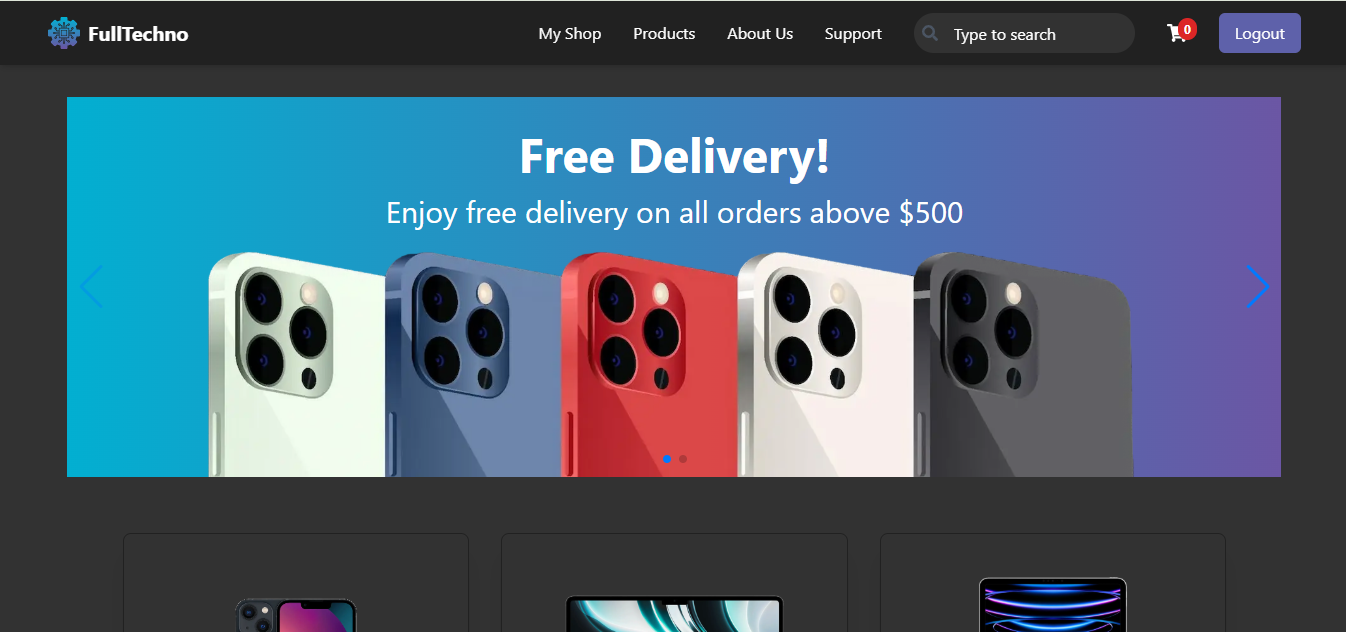 FullTechno
My Shop
Products
About Us
Support
Type to search
0
Logout
Free Delivery!
Enjoy free delivery on all orders above $500